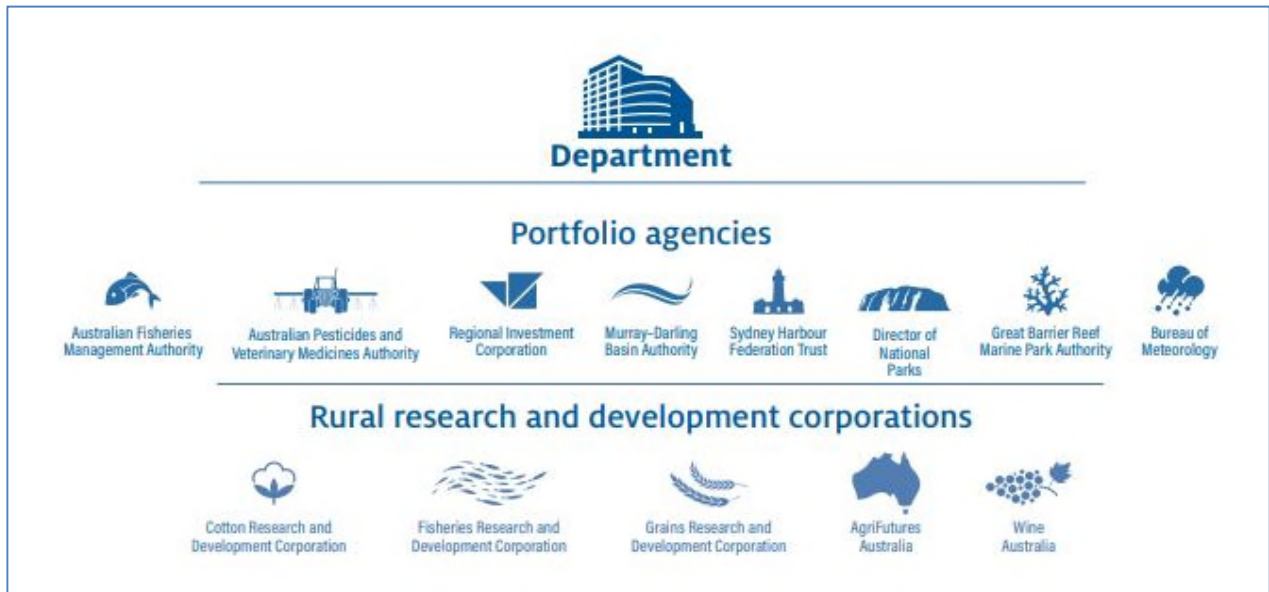 Department
Portfolio agencies
Australian Fisheries
Management Authority
Australian Pesticides and
Veterinary Medicines Authority
Regional Investment
Corporation
Murray–Darling
Basin Authority
Sydney Harbour
Federation Trust
Director of
National
Parks
Great Barrier Reef
Marine Park Authority
Bureau of
Meteorology
Rural research and development corporations
Cotton Research and
Development Corporation
Fisheries Research and
Development Corporation
Grains Research and
Development Corporation
AgriFutures
Australia
Wine
Australia